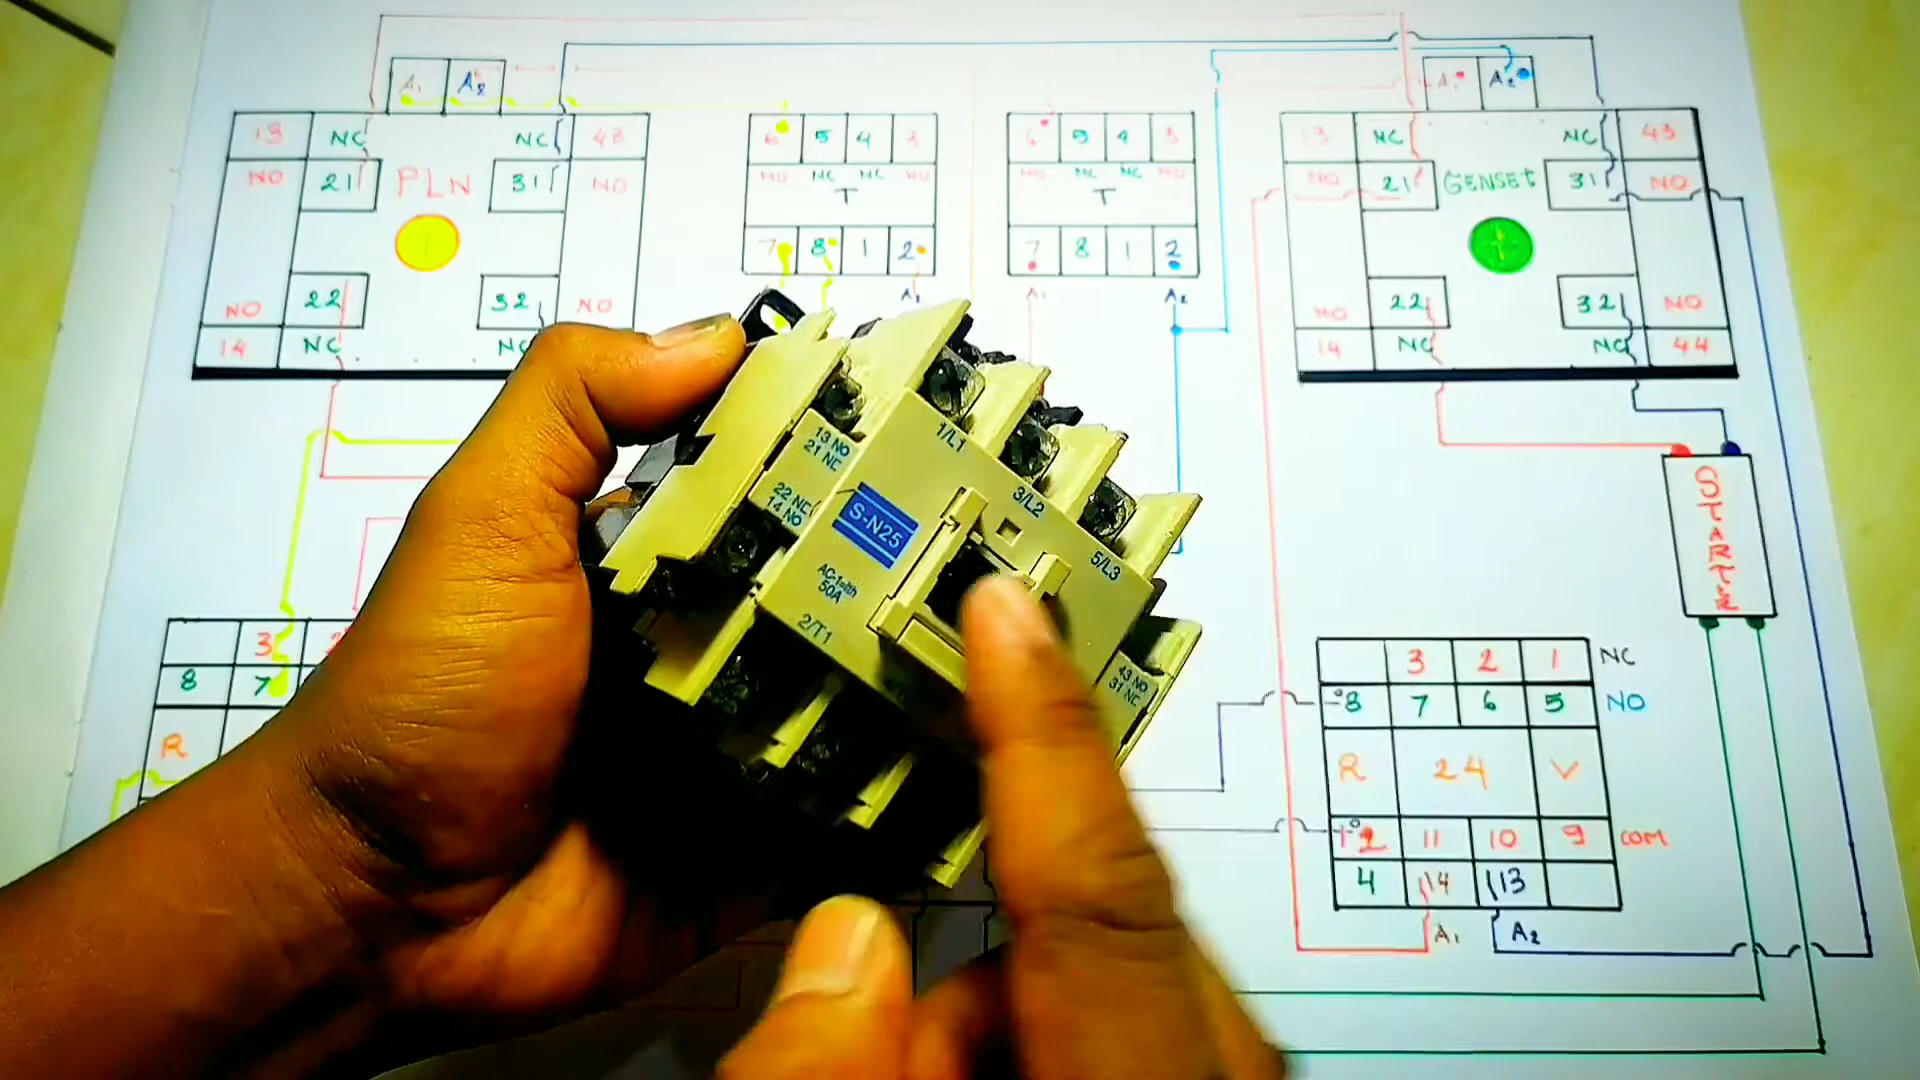 A1 A2
13 NC NC 43
NO 21 PLN 31 NO
NO 22 32 NO
14 NC NC
6 5 4 3
NO NC NC NO
T
7 8 1 2
A2
6 5 4 3
NO NC NC NO
T
7 8 1 2
A1 A2
A1 A2
13 NC NC 43
NO 21 GENSET 31 NO
NO 22 32 NO
14 NC NC 44
13 NO
21 NC
22 NC
14 NO
S-N25
AC-1=Ith
50A
1/L1
3/L2
5/L3
2/T1
43 NO
31 NC
STARTER
3
8 7
R
3 2 1 NC
8 7 6 5 NO
R 24 V
12 11 10 9 COM
4 14 13
A1 A2